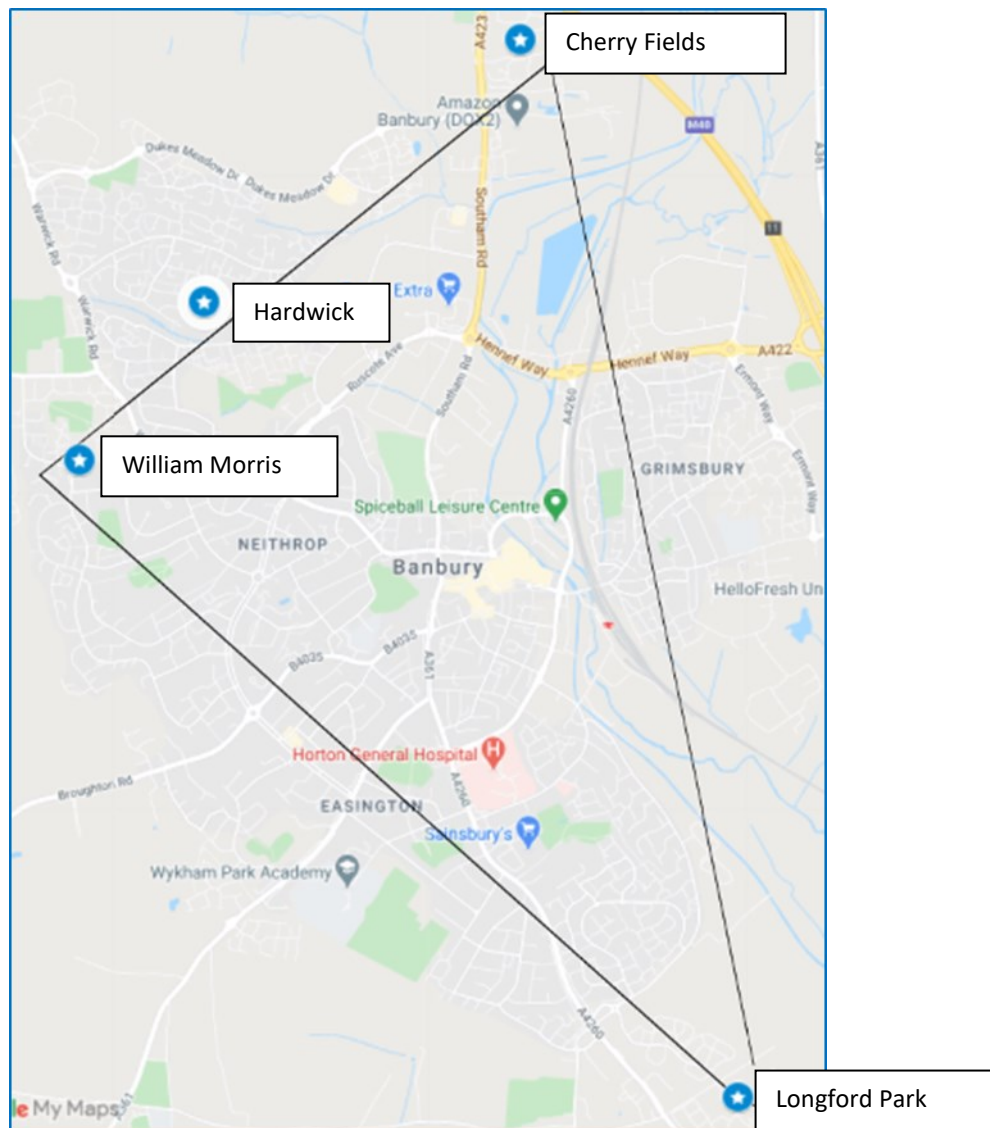 A423
Cherry Fields
Amazon
Banbury (DOX2)
M40
A361
Dukes Meadow Dr
Dukes Meadow Dr
Southam Rd
Warwick Rd
11
Extra
Hardwick
Warwick Rd
Hennef Way
Hennef Way
A422
Ruscote Ave
Southam Rd
A4260
Ermont Way
William Morris
GRIMSBURY
Ermont Way
Spiceball Leisure Centre
NEITHROP
Banbury
HelloFresh Un
B4035
B4035
A361
Horton General Hospital
H
Broughton Rd
A4260
EASINGTON
Sainsbury's
Wykham Park Academy
A4260
le My Maps
A361
Longford Park